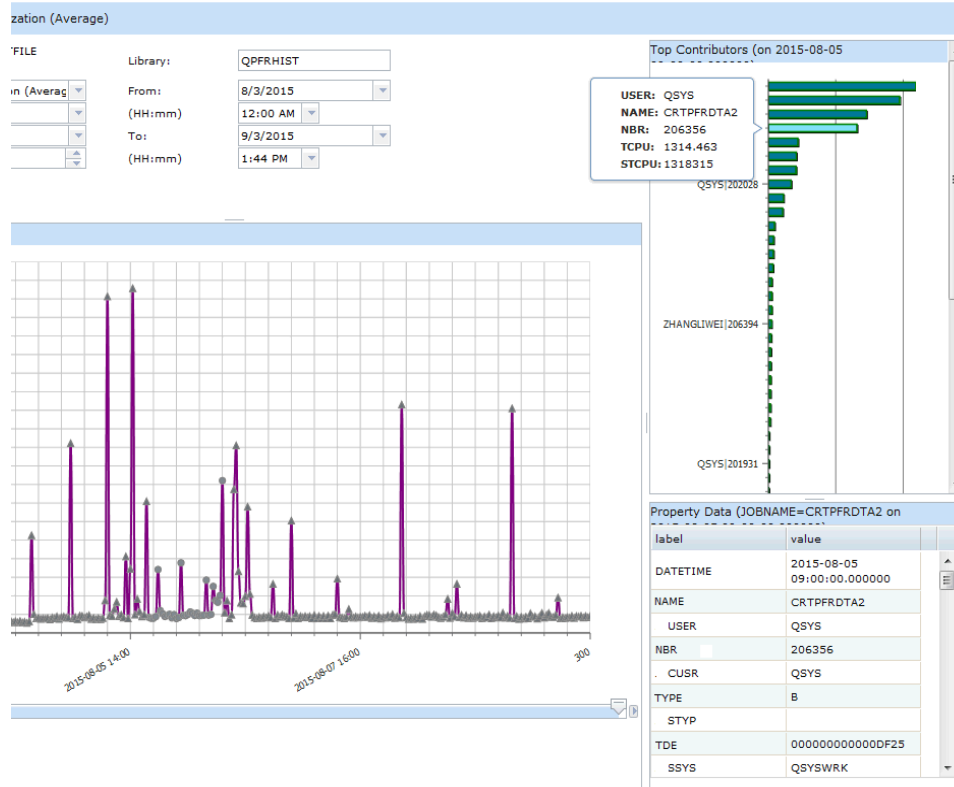 zation (Average)
TFILE
Library:
QPFRHIST
on (Averag
From:
8/3/2015
(HH:mm)
12:00 AM
To:
9/3/2015
(HH:mm)
1:44 PM
Top Contributors (on 2015-08-05
USER: QSYS
NAME: CRTPFRDTA2
NBR: 206356
TCPU: 1314.463
STCPU: 1318315
QSYS|202028
ZHANGLIWEI|206394
QSYS|201931
2015-08-05 14:00
2015-08-07 16:00
300
Property Data (JOBNAME=CRTPFRDTA2 on
label value
DATETIME 2015-08-05
09:00:00.000000
NAME CRTPFRDTA2
USER QSYS
NBR 206356
. CUSR QSYS
TYPE B
STYP
TDE 000000000000DF25
SSYS QSYSWRK